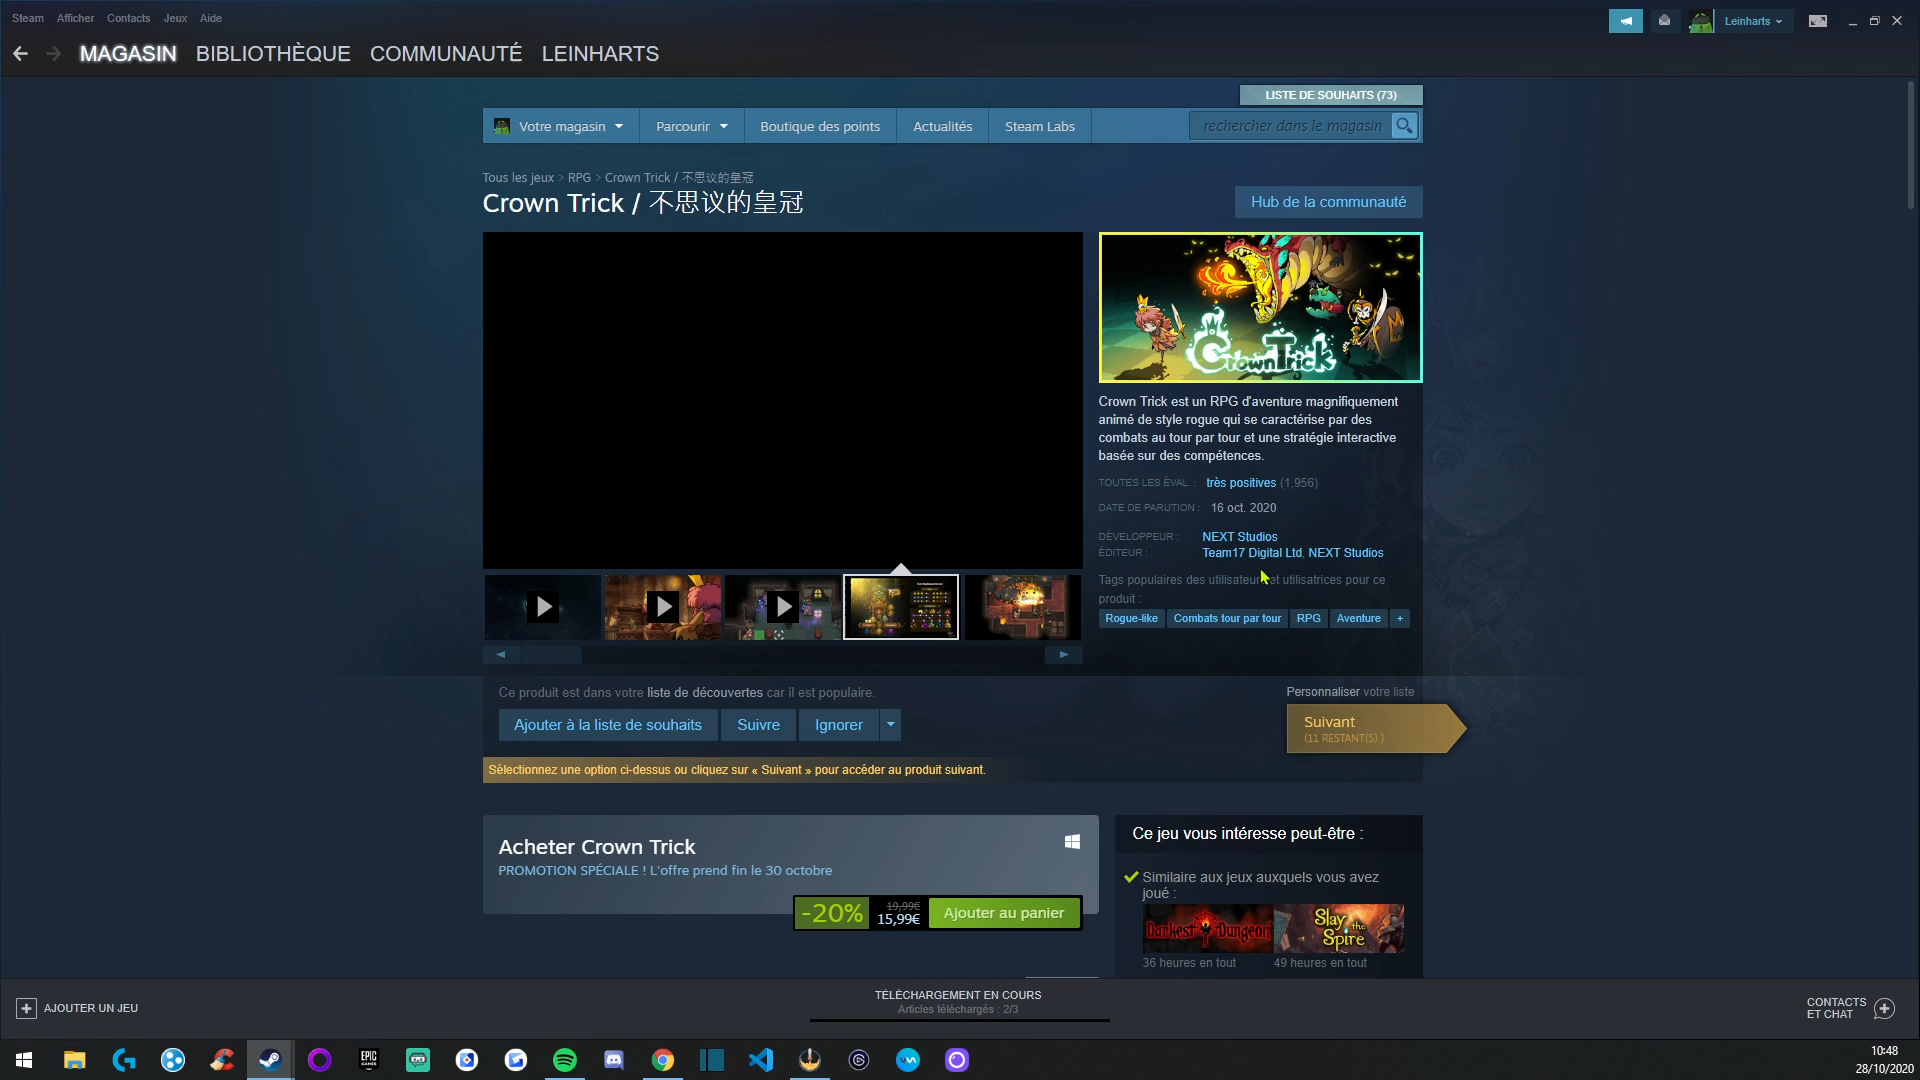 Steam Afficher Contacts Jeux Aide
Leinharts
MAGASIN BIBLIOTHÈQUE COMMUNAUTÉ LEINHARTS
LISTE DE SOUHAITS (73)
Votre magasin Parcourir Boutique des points Actualités Steam Labs rechercher dans le magasin
Tous les jeux > RPG > Crown Trick / 不思议的皇冠
Crown Trick / 不思议的皇冠
Hub de la communauté
CrownTrick
Crown Trick est un RPG d'aventure magnifiquement
animé de style rogue qui se caractérise par des
combats au tour par tour et une stratégie interactive
basée sur des compétences.
TOUTES LES ÉVAL. : très positives (1,956)
DATE DE PARUTION : 16 oct. 2020
DÉVELOPPEUR : NEXT Studios
ÉDITEUR : Team17 Digital Ltd, NEXT Studios
Tags populaires des utilisateurs et utilisatrices pour ce
produit :
Rogue-like Combats tour par tour RPG Aventure +
Ce produit est dans votre liste de découvertes car il est populaire.
Ajouter à la liste de souhaits Suivre Ignorer
Personnaliser votre liste
Suivant
(11 RESTANT(S) )
Sélectionnez une option ci-dessus ou cliquez sur « Suivant » pour accéder au produit suivant.
Acheter Crown Trick
PROMOTION SPÉCIALE ! L'offre prend fin le 30 octobre
-20% 19,99€ 15,99€ Ajouter au panier
Ce jeu vous intéresse peut-être :
Similaire aux jeux auxquels vous avez
joué :
Darkest Dungeon
Slay the Spire
36 heures en tout 49 heures en tout
AJOUTER UN JEU
TÉLÉCHARGEMENT EN COURS
Articles téléchargés : 2/3
CONTACTS
ET CHAT
EPIC
GAMES
10:48
28/10/2020